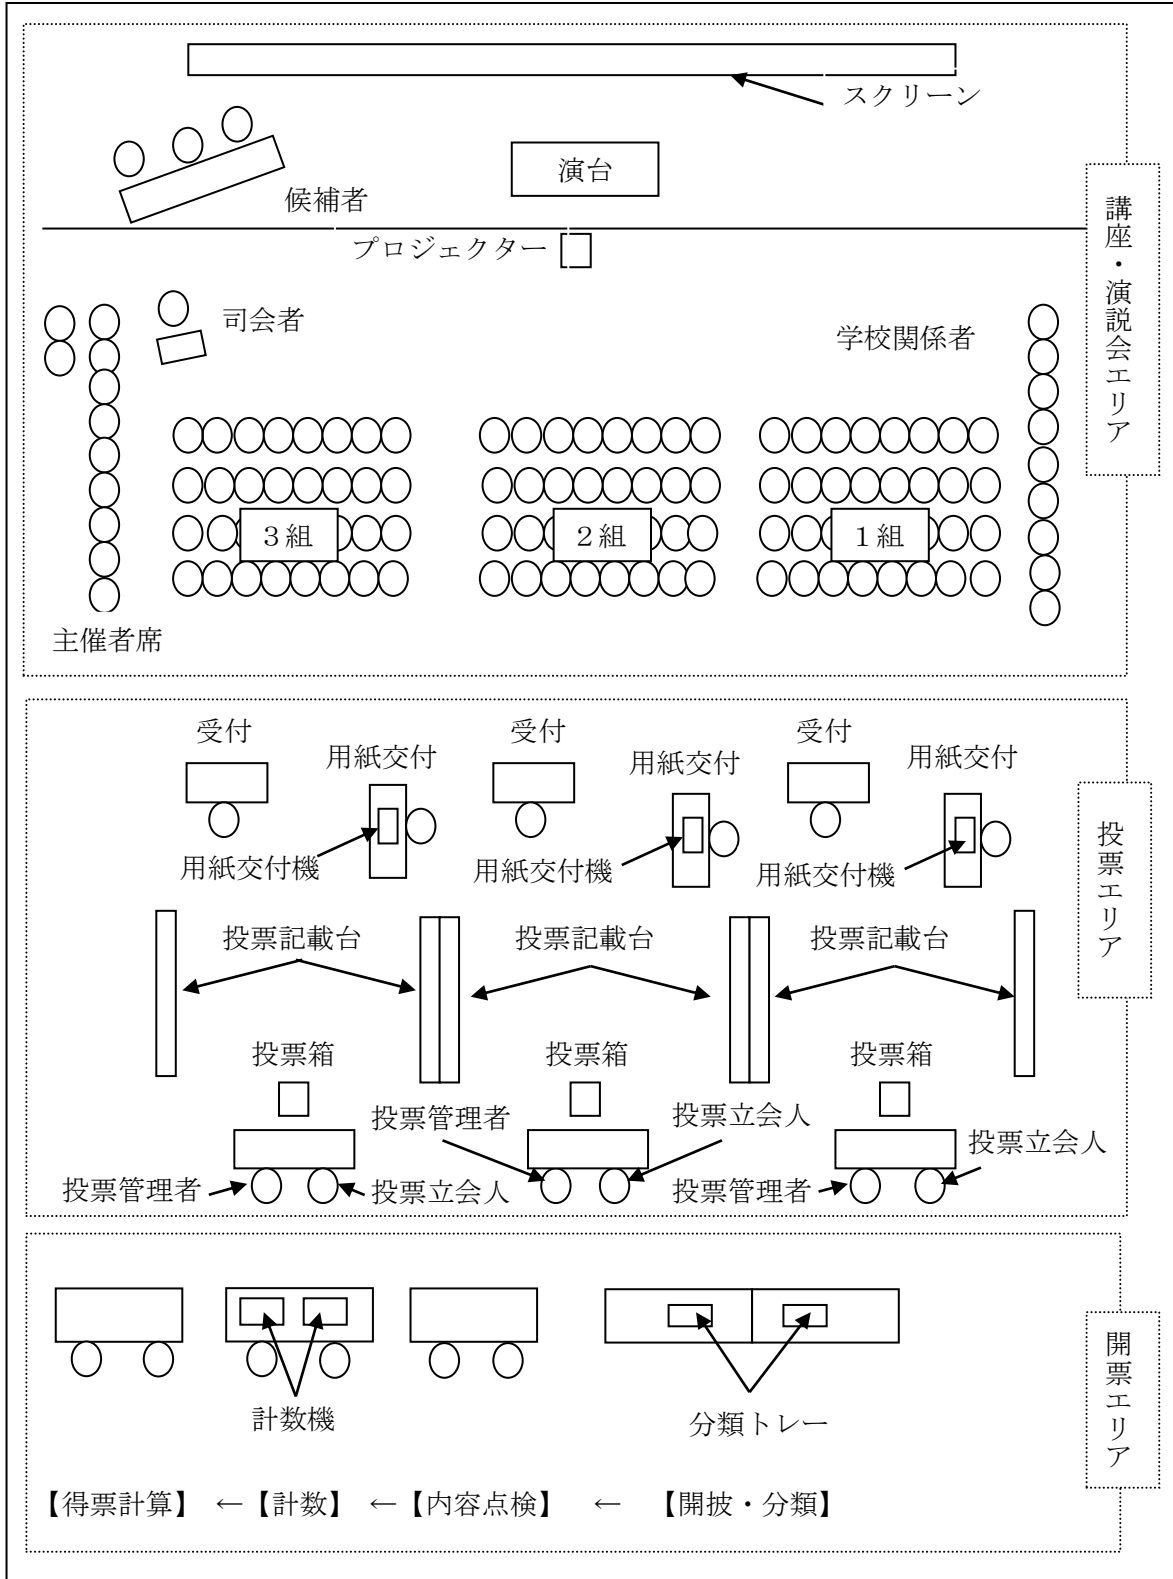 スクリーン
演台
候補者
プロジェクター
講座・演説会エリア
司会者
学校関係者
3組
2組
1組
主催者席
受付
用紙交付
受付
用紙交付
受付
用紙交付
用紙交付機
用紙交付機
用紙交付機
投票エリア
投票記載台
投票記載台
投票記載台
投票箱
投票箱
投票箱
投票管理者
投票立会人
投票立会人
投票管理者
投票立会人
投票管理者
開票エリア
計数機
分類トレー
【得票計算】 ←【計数】 ←【内容点検】 ← 【開披・分類】